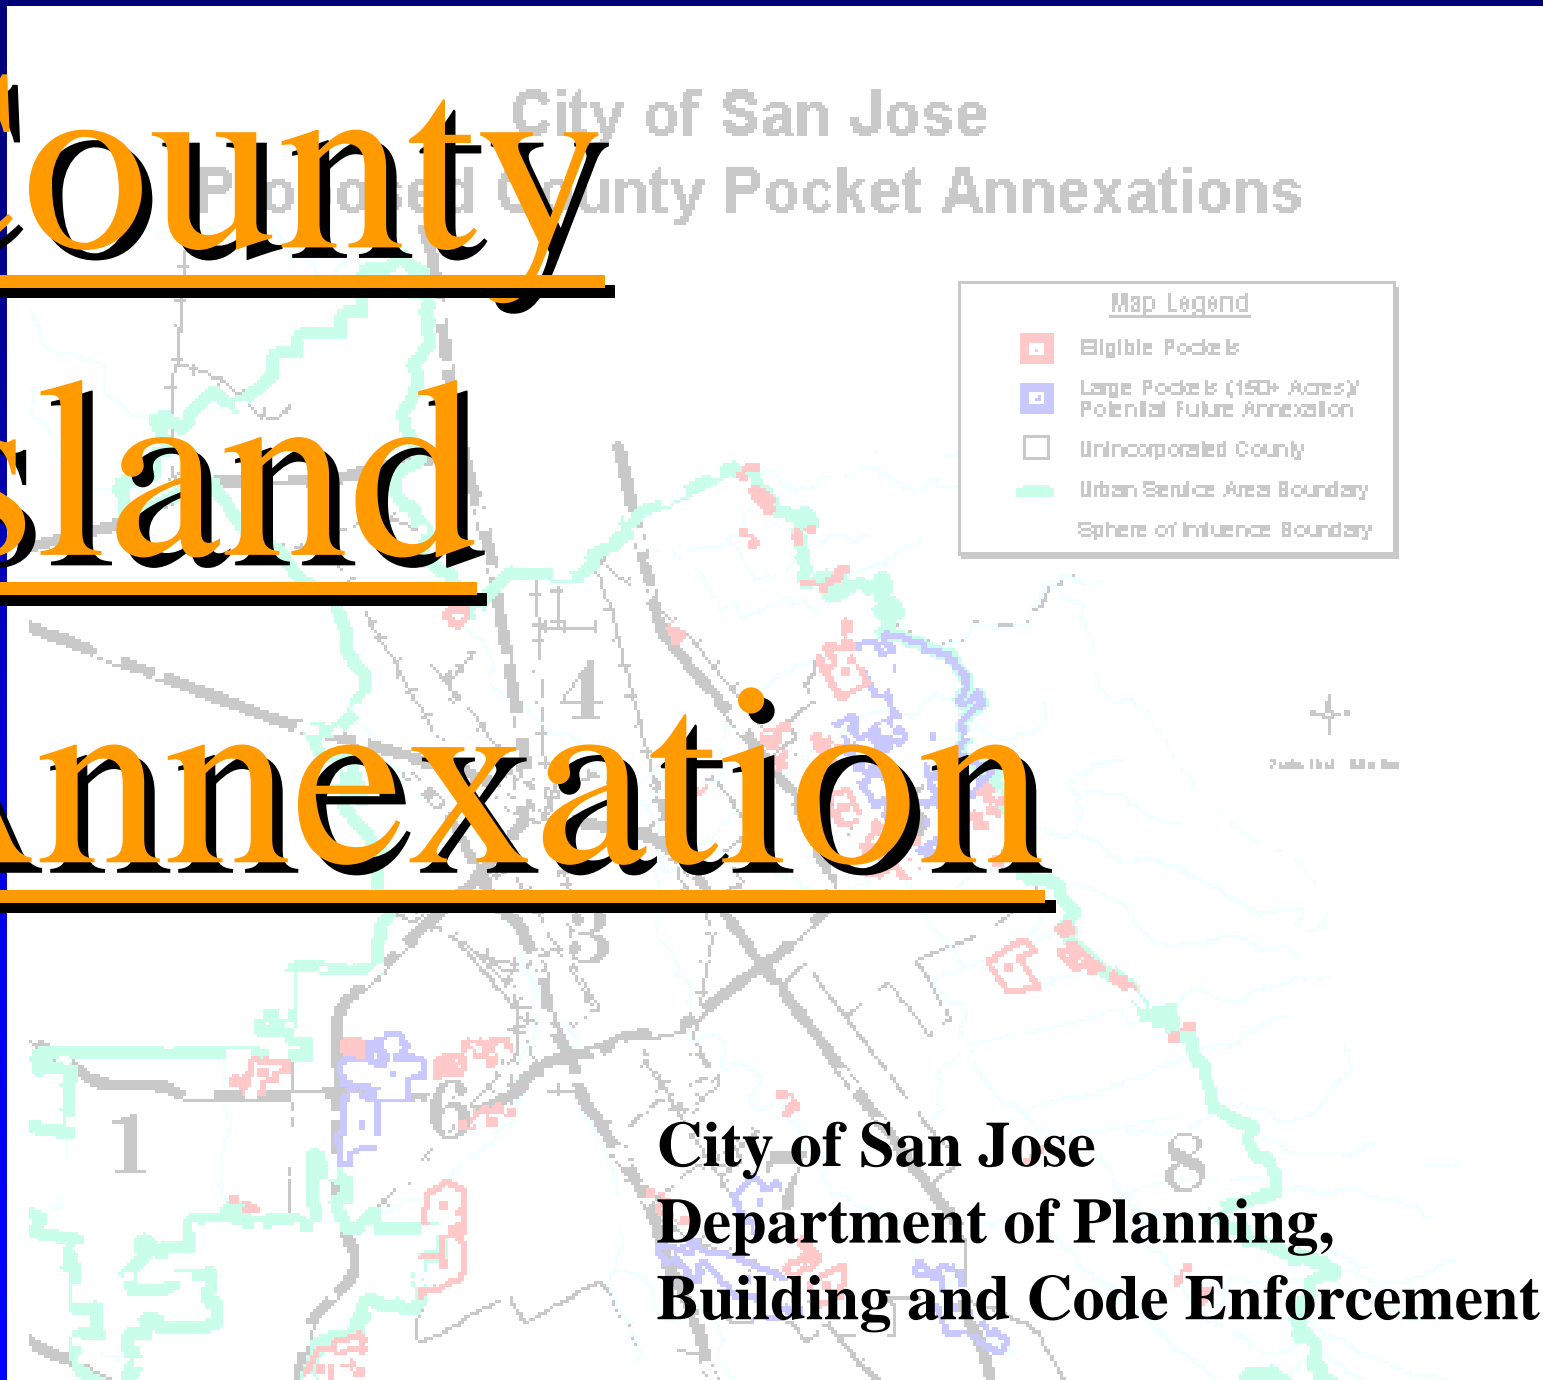 City of San Jose
Proposed County Pocket Annexations
County
sland
Annexation
Map Legend
Eligible Pockets
Large Pockets (150+ Acres)/
Potential Future Annexation
Unincorporated County
Urban Service Area Boundary
Sphere of Influence Boundary
4
3
6
1
7
8
City of San Jose
Department of Planning,
Building and Code Enforcement